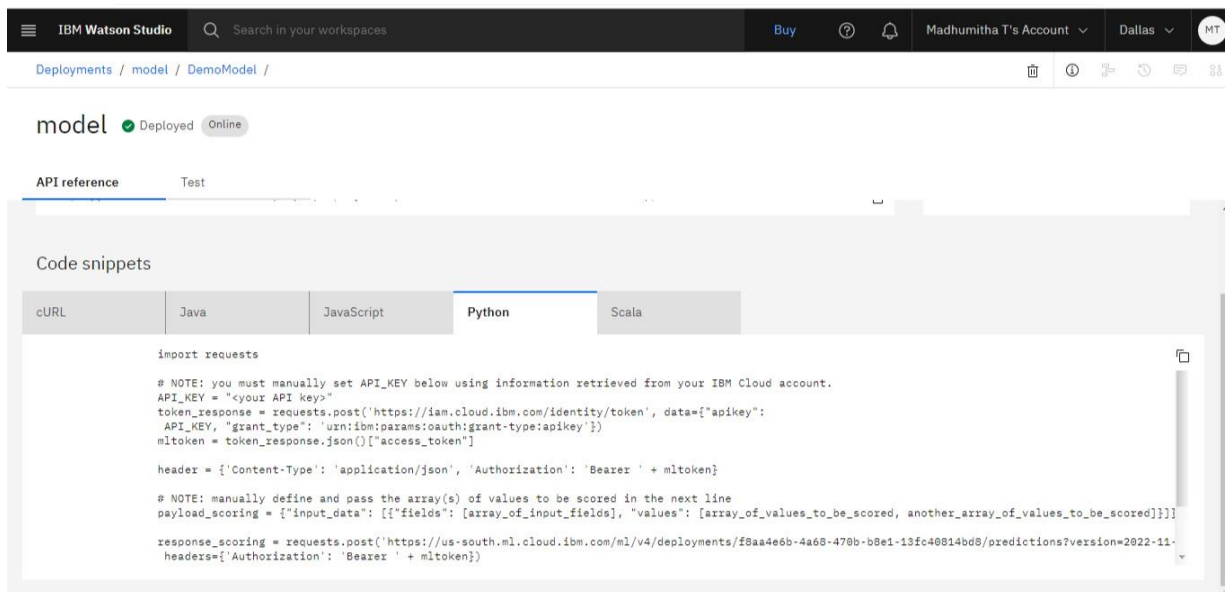 IBM Watson Studio
Search in your workspaces
Buy
Madhumitha T's Account
Dallas
MT
Deployments / model / DemoModel /
model
Deployed
Online
API reference
Test
Code snippets
cURL
Java
JavaScript
Python
Scala
import requests
# NOTE: you must manually set API_KEY below using information retrieved from your IBM Cloud account.
API_KEY = "<your API key>"
token_response = requests.post('https://iam.cloud.ibm.com/identity/token', data={"apikey":
API_KEY, "grant_type": 'urn:ibm:params:oauth:grant-type:apikey'})
mltoken = token_response.json()["access_token"]
header = {'Content-Type': 'application/json', 'Authorization': 'Bearer ' + mltoken}
# NOTE: manually define and pass the array(s) of values to be scored in the next line
payload_scoring = {"input_data": [{"fields": [array_of_input_fields], "values": [array_of_values_to_be_scored, another_array_of_values_to_be_scored]}]}
response_scoring = requests.post('https://us-south.ml.cloud.ibm.com/ml/v4/deployments/f8aa4e6b-4a68-470b-b8e1-13fc40814bd8/predictions?version=2022-11-
headers={'Authorization': 'Bearer ' + mltoken})